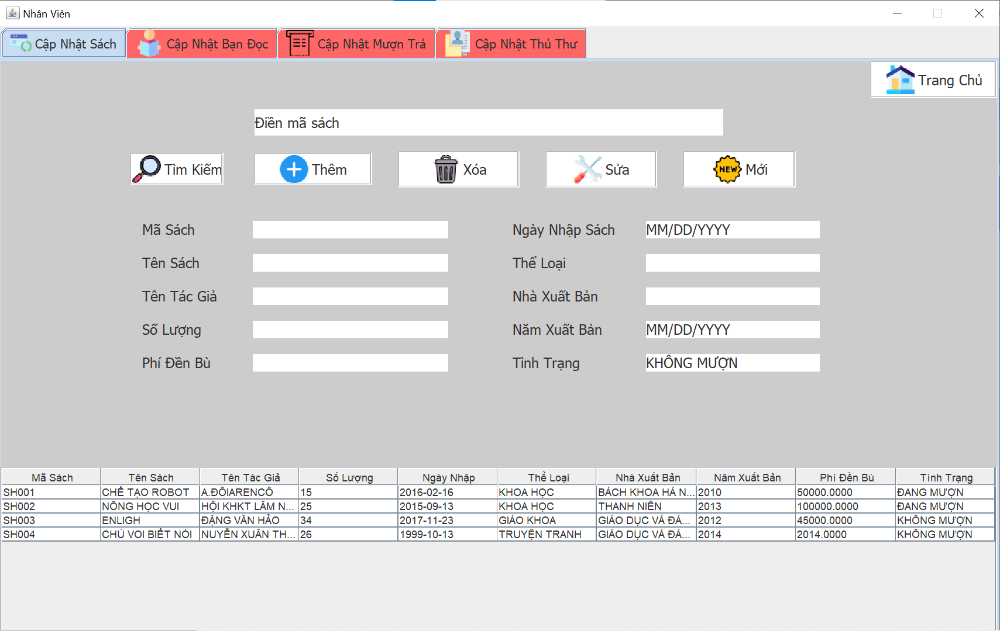 Nhân Viên
Cập Nhật Sách Cập Nhật Bạn Đọc Cập Nhật Mượn Trả Cập Nhật Thủ Thư
Trang Chủ
Điền mã sách
Tìm Kiếm Thêm Xóa Sửa NEW Mới
Mã Sách Ngày Nhập Sách MM/DD/YYYY
Tên Sách Thể Loại
Tên Tác Giả Nhà Xuất Bản
Số Lượng Năm Xuất Bản MM/DD/YYYY
Phí Đền Bù Tình Trạng KHÔNG MƯỢN
Mã Sách Tên Sách Tên Tác Giả Số Lượng Ngày Nhập Thể Loại Nhà Xuất Bản Năm Xuất Bản Phí Đền Bù Tình Trạng
SH001 CHẾ TẠO ROBOT A.ĐÔIARENCÔ 15 2016-02-16 KHOA HỌC BÁCH KHOA HÀ N... 2010 50000.0000 ĐANG MƯỢN
SH002 NÔNG HỌC VUI HỘI KHKT LÂM N... 25 2015-09-13 KHOA HỌC THANH NIÊN 2013 100000.0000 ĐANG MƯỢN
SH003 ENLIGH ĐẶNG VĂN HẢO 34 2017-11-23 GIÁO KHOA GIÁO DỤC VÀ ĐÀ... 2012 45000.0000 KHÔNG MƯỢN
SH004 CHÚ VOI BIẾT NÓI NUYỄN XUÂN TH... 26 1999-10-13 TRUYỆN TRANH GIÁO DỤC VÀ ĐÀ... 2014 2014.0000 KHÔNG MƯỢN